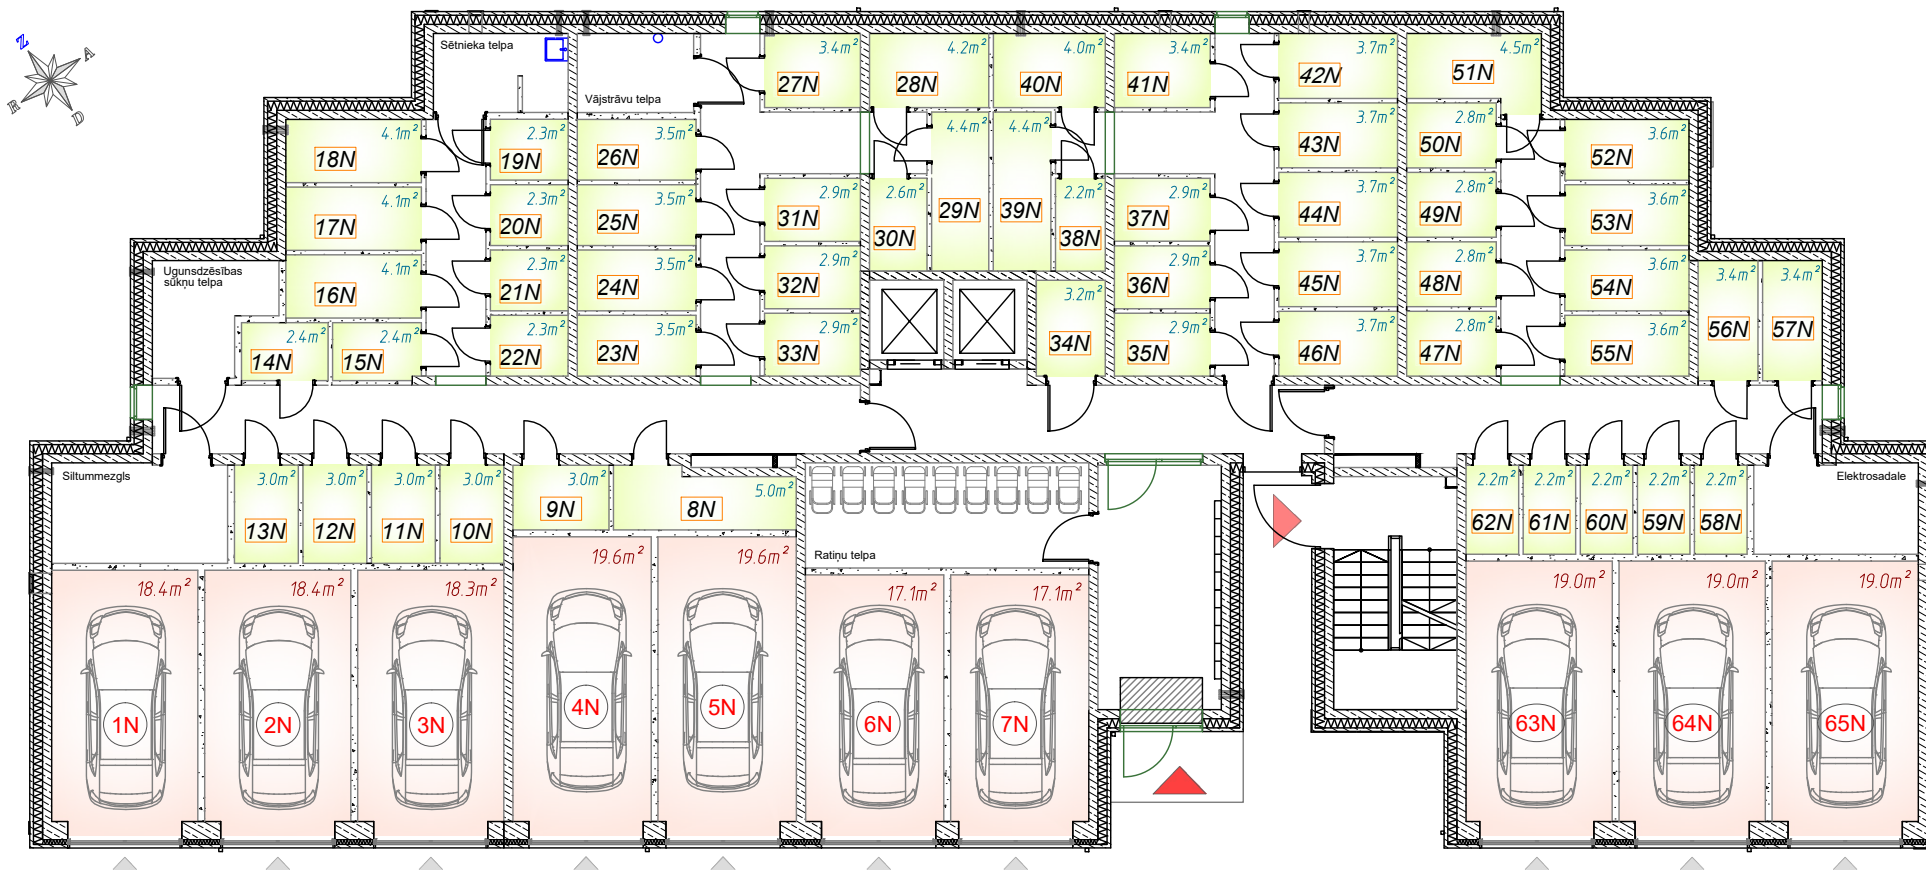 Z
A
R
D
Sētnieka telpa
Vājstrāvu telpa
3.4m²
27N
4.2m²
28N
4.0m²
40N
3.4m²
41N
3.7m²
42N
4.5m²
51N
4.1m²
18N
2.3m²
19N
3.5m²
26N
4.4m²
29N
4.4m²
39N
3.7m²
43N
2.8m²
50N
3.6m²
52N
4.1m²
17N
2.3m²
20N
3.5m²
25N
2.9m²
31N
2.6m²
30N
2.2m²
38N
2.9m²
37N
3.7m²
44N
2.8m²
49N
3.6m²
53N
Ugunsdzēsības
sūkņu telpa
4.1m²
16N
2.3m²
21N
3.5m²
24N
2.9m²
32N
3.2m²
34N
2.9m²
36N
3.7m²
45N
2.8m²
48N
3.6m²
54N
3.4m²
56N
3.4m²
57N
2.4m²
14N
2.4m²
15N
2.3m²
22N
3.5m²
23N
2.9m²
33N
2.9m²
35N
3.7m²
46N
2.8m²
47N
3.6m²
55N
Siltummezgls
3.0m²
13N
3.0m²
12N
3.0m²
11N
3.0m²
10N
3.0m²
9N
5.0m²
8N
Ratiņu telpa
2.2m²
62N
2.2m²
61N
2.2m²
60N
2.2m²
59N
2.2m²
58N
Elektrosadale
18.4m²
1N
18.4m²
2N
18.3m²
3N
19.6m²
4N
19.6m²
5N
17.1m²
6N
17.1m²
7N
19.0m²
63N
19.0m²
64N
19.0m²
65N